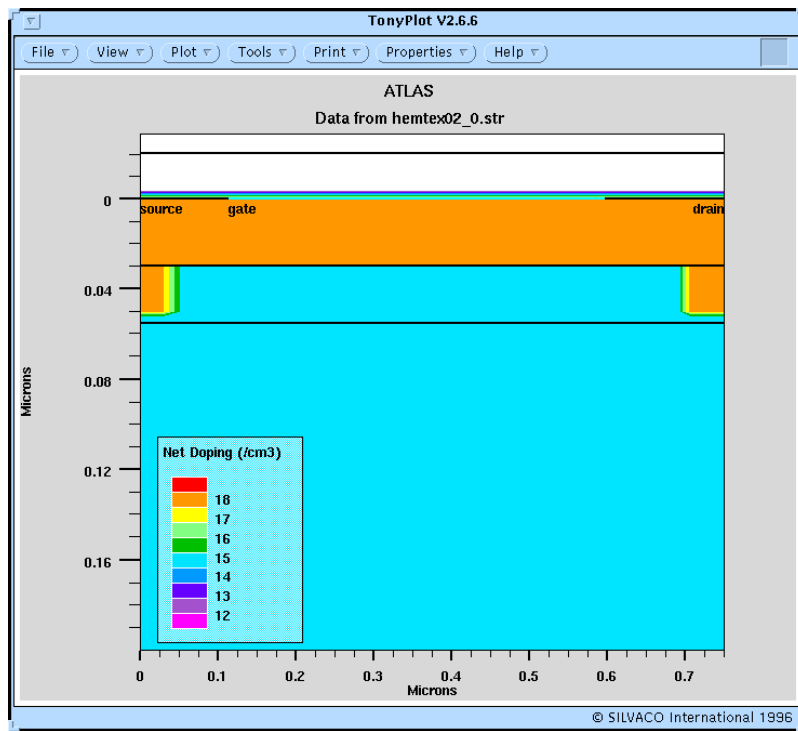 TonyPlot V2.6.6
File View Plot Tools Print Properties Help
ATLAS
Data from hemtex02_0.str
0
source gate drain
0.04
0.08
Microns
0.12
0.16
Net Doping (/cm3)
18
17
16
15
14
13
12
0 0.1 0.2 0.3 0.4 0.5 0.6 0.7
Microns
© SILVACO International 1996